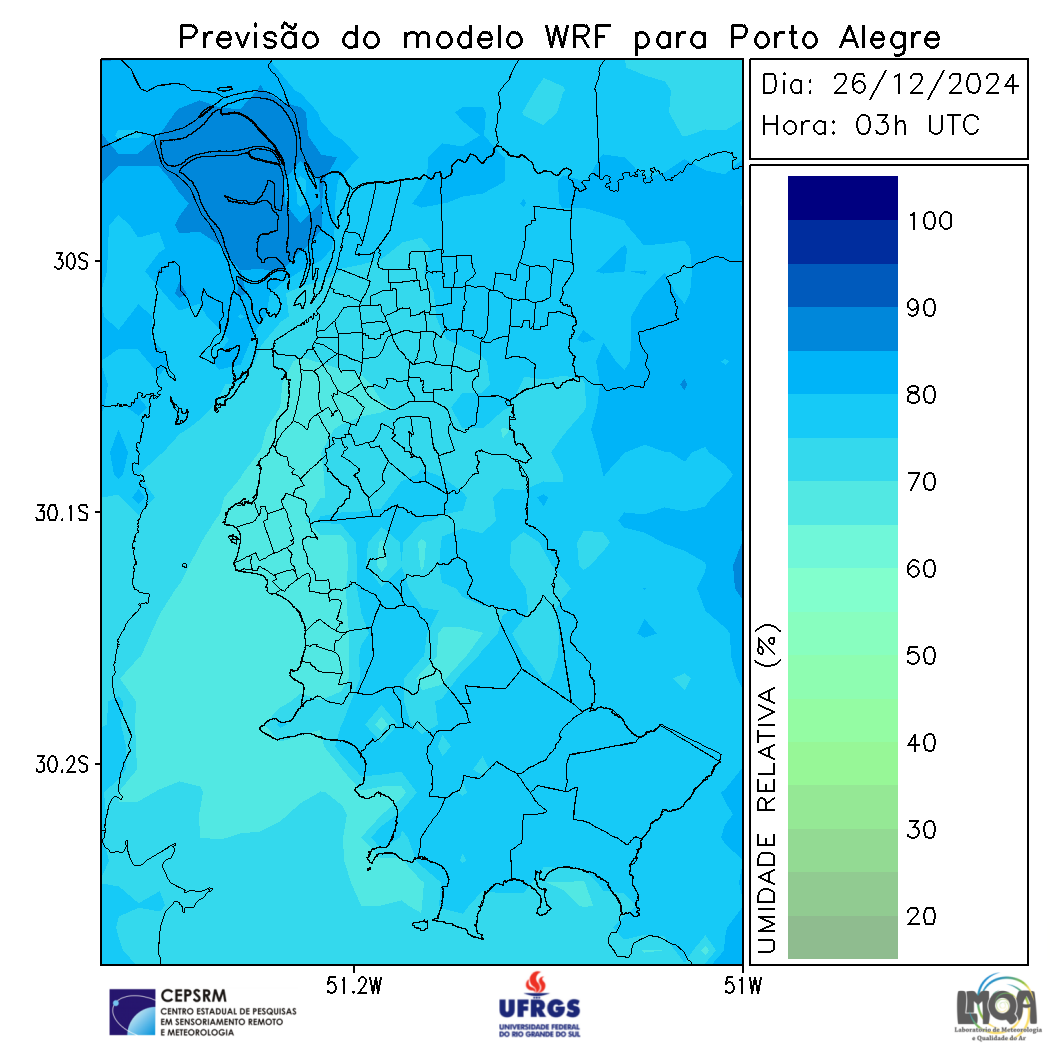 Previsão do modelo WRF para Porto Alegre
Dia: 26/12/2024
Hora: 03h UTC
100
90
80
70
60
50
40
30
20
UMIDADE RELATIVA (%)
30S
30.1S
30.2S
51.2W
51W
CEPSRM
CENTRO ESTADUAL DE PESQUISAS
EM SENSORIAMENTO REMOTO
E METEOROLOGIA
UFRGS
UNIVERSIDADE FEDERAL
DO RIO GRANDE DO SUL
LMQA
Laboratório de Meteorologia
e Qualidade do Ar